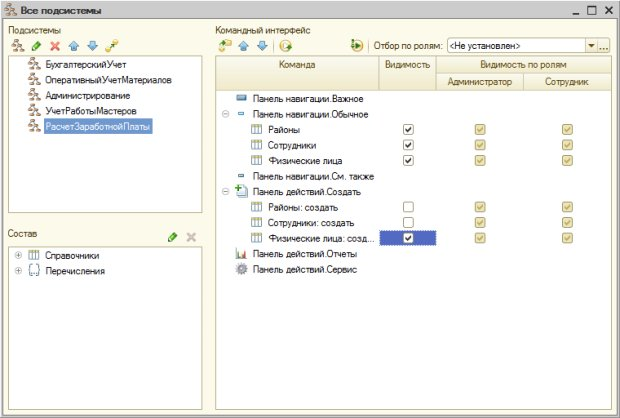 Все подсистемы
Подсистемы
БухгалтерскийУчет
ОперативныйУчетМатериалов
Администрирование
УчетРаботыМастеров
РасчетЗаработнойПлаты
Состав
Справочники
Перечисления
Командный интерфейс
Отбор по ролям: <Не установлен>
Команда Видимость Видимость по ролям
Администратор Сотрудник
Панель навигации.Важное
Панель навигации.Обычное
Районы
Сотрудники
Физические лица
Панель навигации.См. также
Панель действий.Создать
Районы: создать
Сотрудники: создать
Физические лица: созд...
Панель действий.Отчеты
Панель действий.Сервис